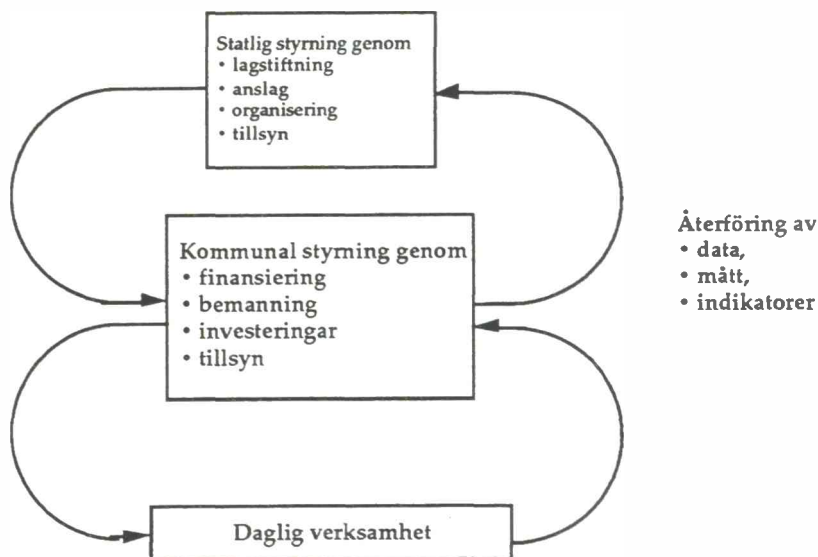 Statlig styrning genom
• lagstiftning
• anslag
• organisering
• tillsyn
Kommunal styrning genom
• finansiering
• bemanning
• investeringar
• tillsyn
Återföring av
• data,
• mått,
• indikatorer
Daglig verksamhet